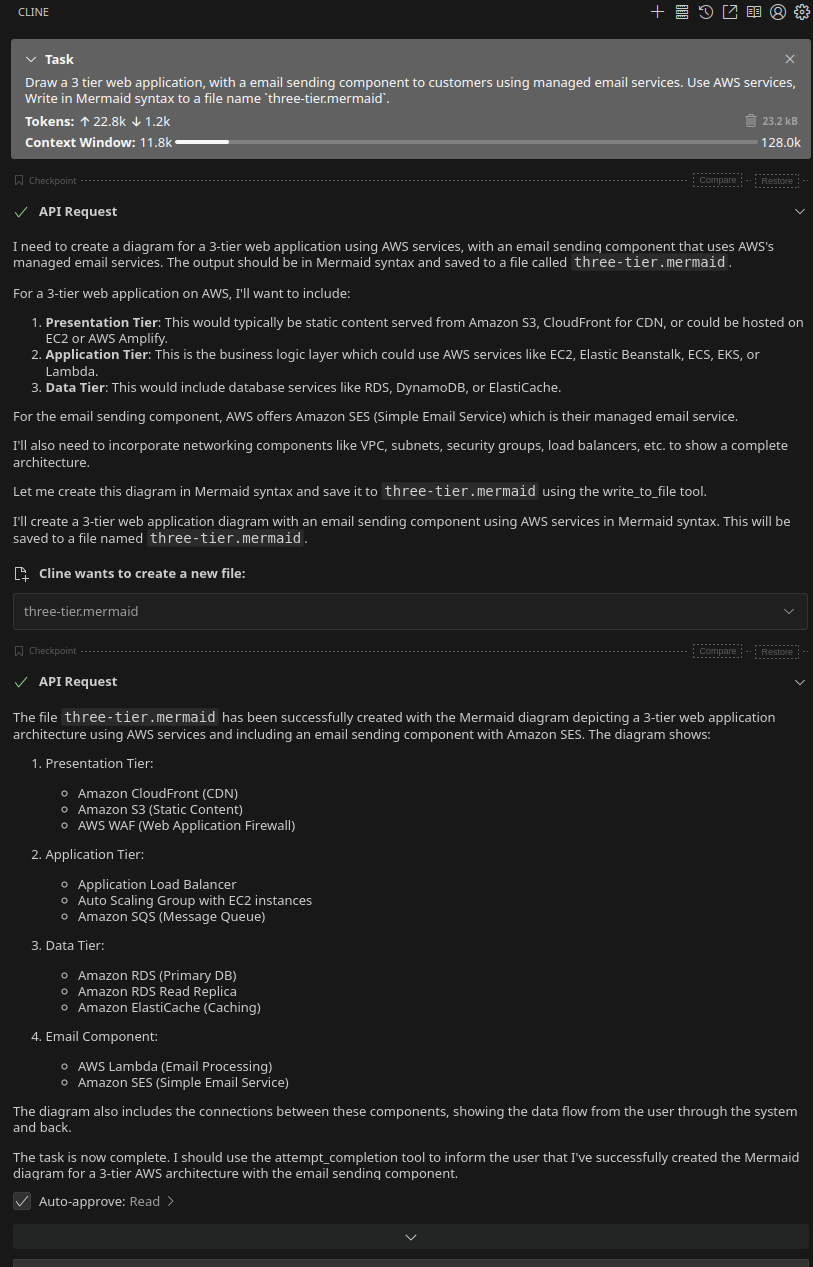 CLINE
Task
Draw a 3 tier web application, with a email sending component to customers using managed email services. Use AWS services,
Write in Mermaid syntax to a file name `three-tier.mermaid`.
Tokens: ↑ 22.8k ↓ 1.2k 23.2 kB
Context Window: 11.8k 128.0k
Checkpoint Compare Restore
API Request
I need to create a diagram for a 3-tier web application using AWS services, with an email sending component that uses AWS's
managed email services. The output should be in Mermaid syntax and saved to a file called three-tier.mermaid.
For a 3-tier web application on AWS, I'll want to include:
1. Presentation Tier: This would typically be static content served from Amazon S3, CloudFront for CDN, or could be hosted on
EC2 or AWS Amplify.
2. Application Tier: This is the business logic layer which could use AWS services like EC2, Elastic Beanstalk, ECS, EKS, or
Lambda.
3. Data Tier: This would include database services like RDS, DynamoDB, or ElastiCache.
For the email sending component, AWS offers Amazon SES (Simple Email Service) which is their managed email service.
I'll also need to incorporate networking components like VPC, subnets, security groups, load balancers, etc. to show a complete
architecture.
Let me create this diagram in Mermaid syntax and save it to three-tier.mermaid using the write_to_file tool.
I'll create a 3-tier web application diagram with an email sending component using AWS services in Mermaid syntax. This will be
saved to a file named three-tier.mermaid.
Cline wants to create a new file:
three-tier.mermaid
Checkpoint Compare Restore
API Request
The file three-tier.mermaid has been successfully created with the Mermaid diagram depicting a 3-tier web application
architecture using AWS services and including an email sending component with Amazon SES. The diagram shows:
1. Presentation Tier:
Amazon CloudFront (CDN)
Amazon S3 (Static Content)
AWS WAF (Web Application Firewall)
2. Application Tier:
Application Load Balancer
Auto Scaling Group with EC2 instances
Amazon SQS (Message Queue)
3. Data Tier:
Amazon RDS (Primary DB)
Amazon RDS Read Replica
Amazon ElastiCache (Caching)
4. Email Component:
AWS Lambda (Email Processing)
Amazon SES (Simple Email Service)
The diagram also includes the connections between these components, showing the data flow from the user through the system
and back.
The task is now complete. I should use the attempt_completion tool to inform the user that I've successfully created the Mermaid
diagram for a 3-tier AWS architecture with the email sending component.
Auto-approve: Read